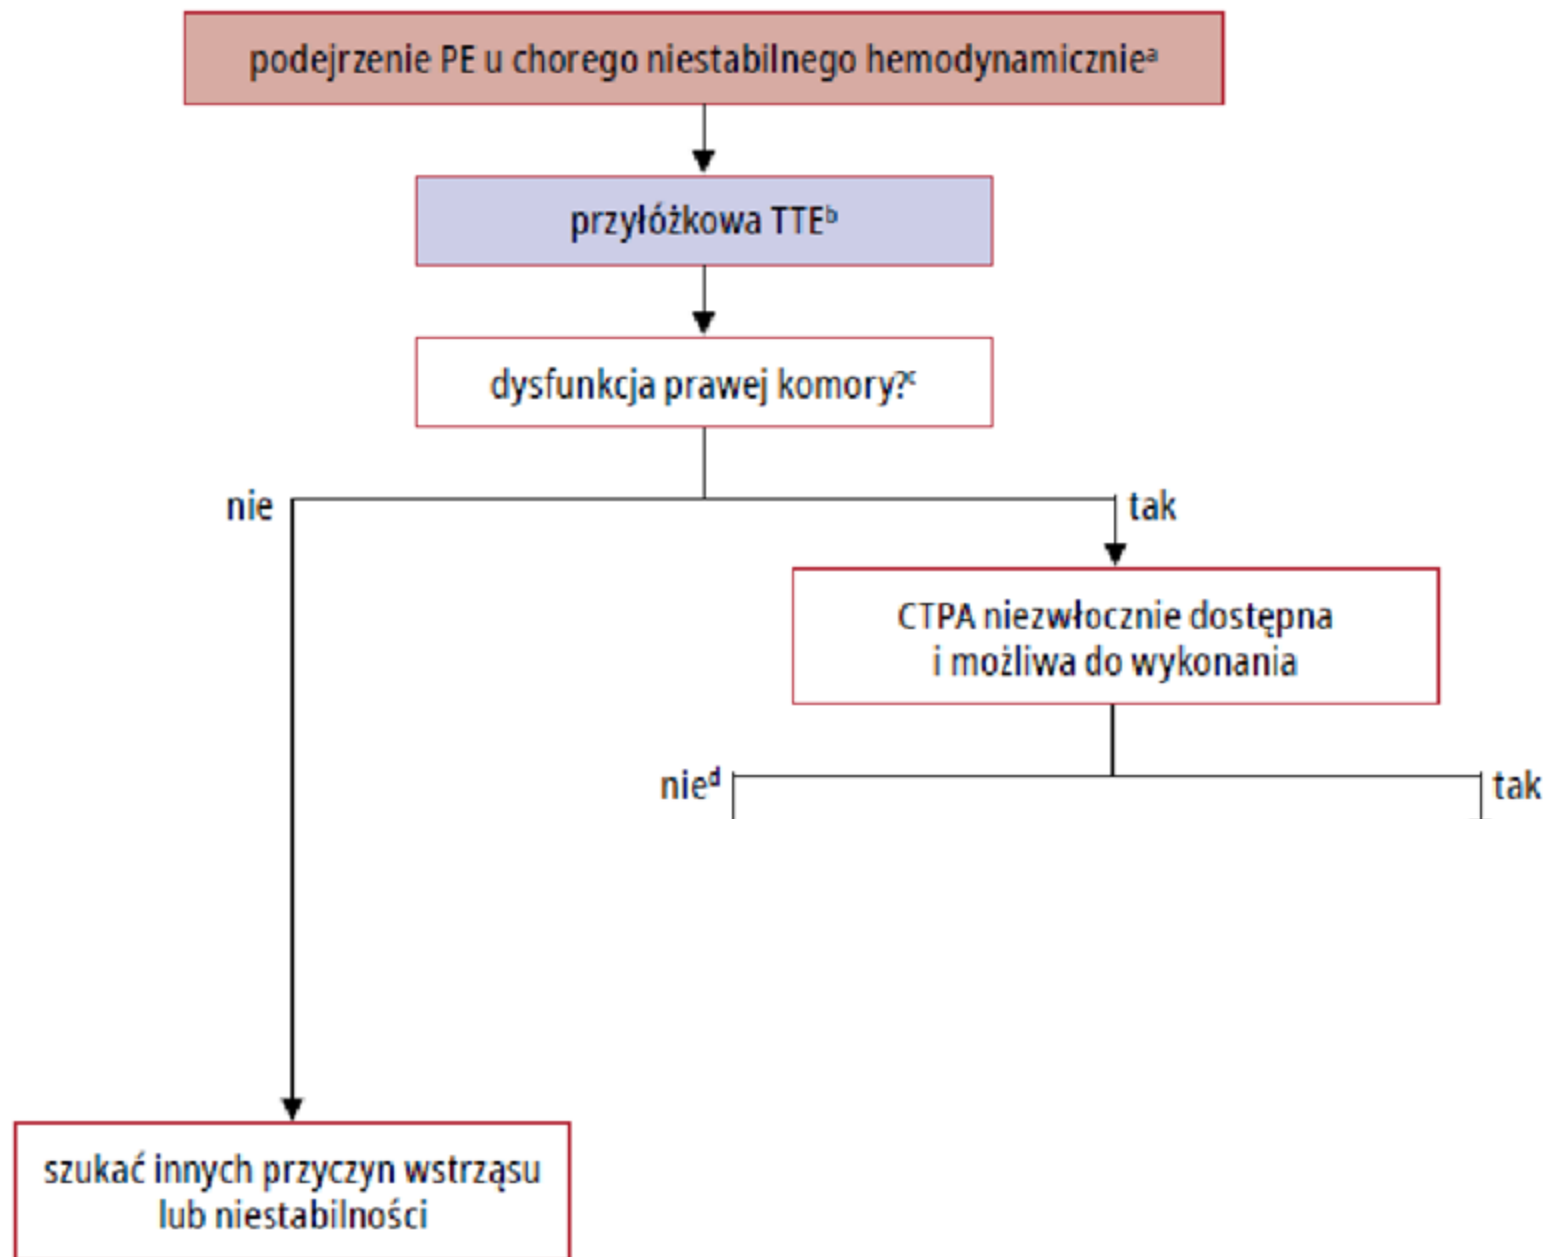 podejrzenie PE u chorego niestabilnego hemodynamicznieᵃ
przyłóżkowa TTEᵇ
dysfunkcja prawej komory?ᶜ
nie
tak
CTPA niezwłocznie dostępna
i możliwa do wykonania
nieᵈ
tak
szukać innych przyczyn wstrząsu
lub niestabilności